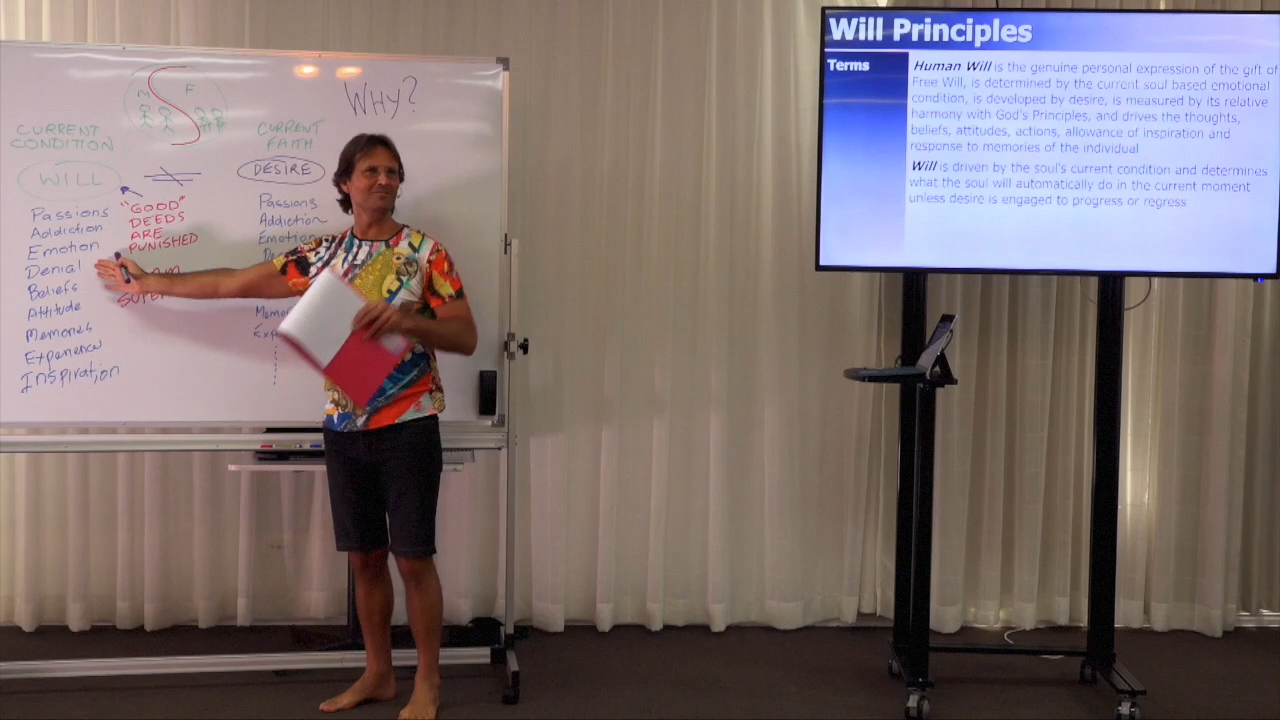 M
F
WHY?
CURRENT
CONDITION
CURRENT
FAITH
WILL
≠
DESIRE
Passions
Addiction
Emotion
Denial
Beliefs
Attitude
Memories
Experience
Inspiration
"GOOD"
DEEDS
ARE
PUNISHED
Passions
Addiction
Emotion
Will Principles
Terms
Human Will is the genuine personal expression of the gift of
Free Will, is determined by the current soul based emotional
condition, is developed by desire, is measured by its relative
harmony with God's Principles, and drives the thoughts,
beliefs, attitudes, actions, allowance of inspiration and
response to memories of the individual
Will is driven by the soul's current condition and determines
what the soul will automatically do in the current moment
unless desire is engaged to progress or regress